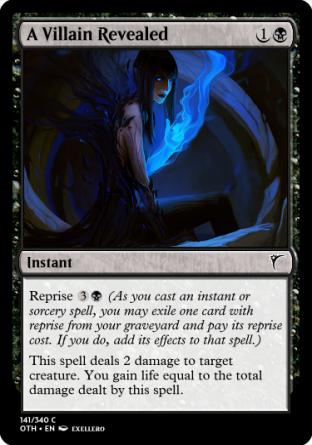 A Villain Revealed 1
Instant
Reprise 3 (As you cast an instant or
sorcery spell, you may exile one card with
reprise from your graveyard and pay its reprise
cost. If you do, add its effects to that spell.)
This spell deals 2 damage to target
creature. You gain life equal to the total
damage dealt by this spell.
141/340 C
OTH • EN EXELLERO